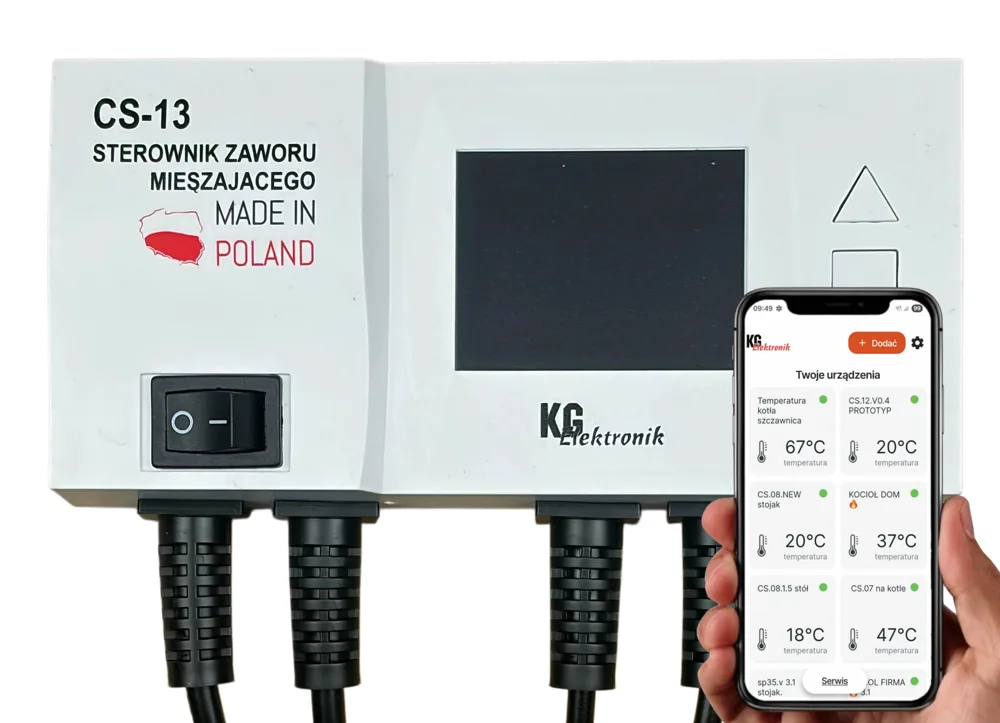 CS-13
STEROWNIK ZAWORU
MIESZAJACEGO
MADE IN
POLAND
KG
Elektronik
09:49
99
KG
Elektronik
+ Dodać
Twoje urządzenia
Temperatura
kotła
szczawnica
67°C
temperatura
CS.12.V0.4
PROTOTYP
20°C
temperatura
CS.08.NEW
stojak
20°C
temperatura
KOCIOŁ DOM
🔥
37°C
temperatura
CS.08.1.5 stół
18°C
temperatura
CS.07 na kotle
47°C
temperatura
sp35.v 3.1
stojak.
OL FIRMA
3.1
Serwis